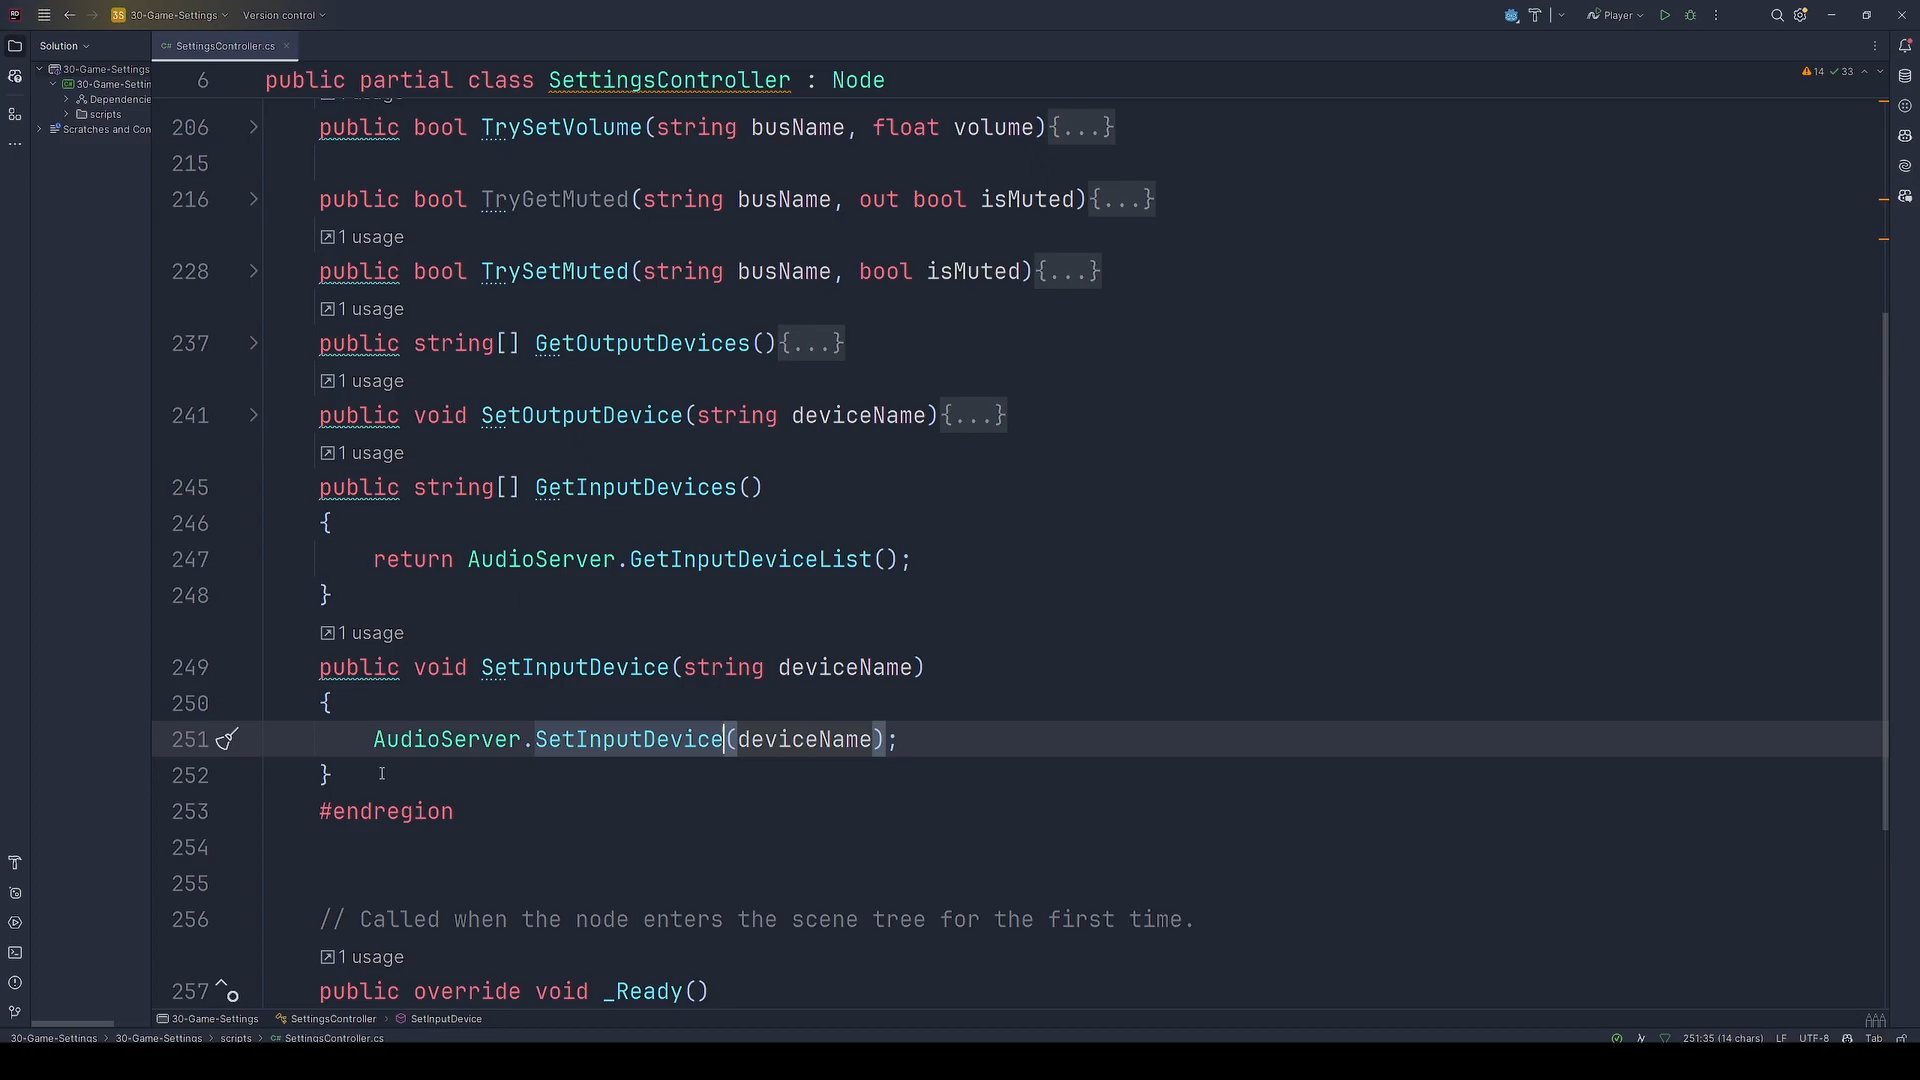 30-Game-Settings
Version control
Player
Solution
SettingsController.cs
30-Game-Settings
30-Game-Settin
Dependencie
scripts
Scratches and Con
14 33
6 public partial class SettingsController : Node
206 public bool TrySetVolume(string busName, float volume){...}
215
216 public bool TryGetMuted(string busName, out bool isMuted){...}
1 usage
228 public bool TrySetMuted(string busName, bool isMuted){...}
1 usage
237 public string[] GetOutputDevices(){...}
1 usage
241 public void SetOutputDevice(string deviceName){...}
1 usage
245 public string[] GetInputDevices()
246 {
247 return AudioServer.GetInputDeviceList();
248 }
1 usage
249 public void SetInputDevice(string deviceName)
250 {
251 AudioServer.SetInputDevice(deviceName);
252 }
253 #endregion
254
255
256 // Called when the node enters the scene tree for the first time.
1 usage
257 public override void _Ready()
30-Game-Settings SettingsController SetInputDevice
30-Game-Settings 30-Game-Settings scripts C# SettingsController.cs
251:35 (14 chars) LF UTF-8 Tab